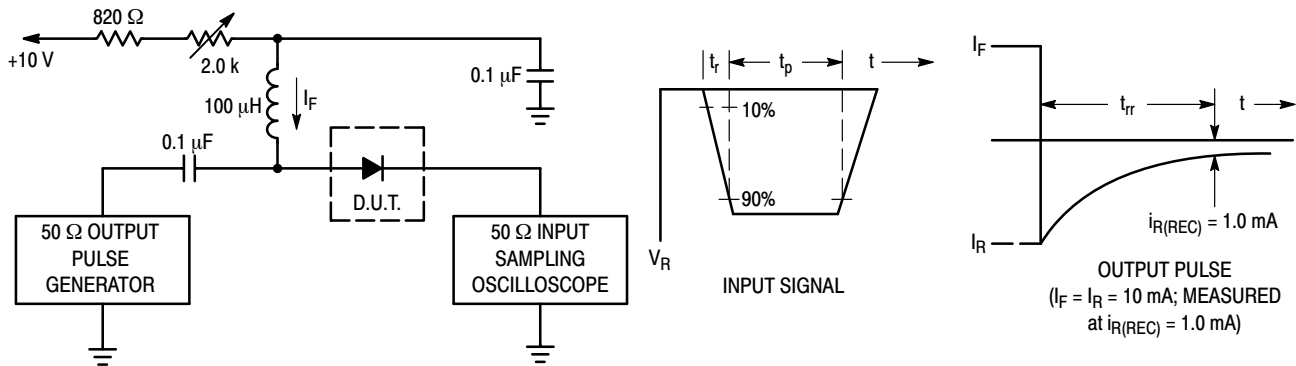 820 Ω
+10 V
2.0 k
100 μH
I_F
0.1 μF
0.1 μF
D.U.T.
50 Ω OUTPUT
PULSE
GENERATOR
50 Ω INPUT
SAMPLING
OSCILLOSCOPE
t_r
t_p
t
10%
90%
V_R
INPUT SIGNAL
I_F
t_rr
t
I_R
i_R(REC) = 1.0 mA
OUTPUT PULSE
(I_F = I_R = 10 mA; MEASURED
at i_R(REC) = 1.0 mA)